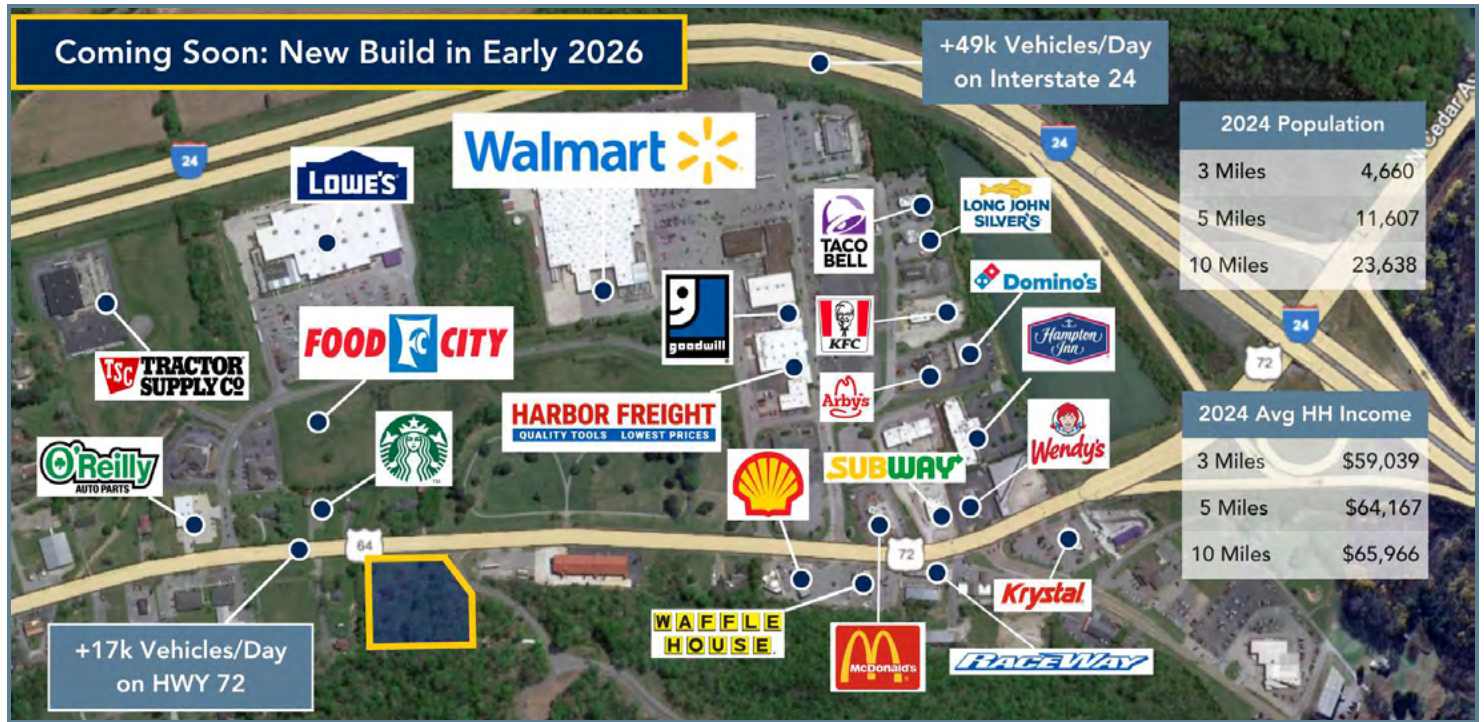 Coming Soon: New Build in Early 2026
+49k Vehicles/Day
on Interstate 24
24
LOWE'S
Walmart
TACO
BELL
LONG JOHN
SILVER'S
24
N Cedar Av
2024 Population
3 Miles 4,660
5 Miles 11,607
10 Miles 23,638
TSC TRACTOR
SUPPLY CO
FOOD CITY
goodwill
KFC
Domino's
Hampton
Inn
24
72
HARBOR FREIGHT
QUALITY TOOLS LOWEST PRICES
Arby's
2024 Avg HH Income
3 Miles $59,039
5 Miles $64,167
10 Miles $65,966
O'Reilly
AUTO PARTS
SUBWAY
Wendy's
64
72
+17k Vehicles/Day
on HWY 72
WAFFLE
HOUSE
McDonald's
RACEWAY
Krystal